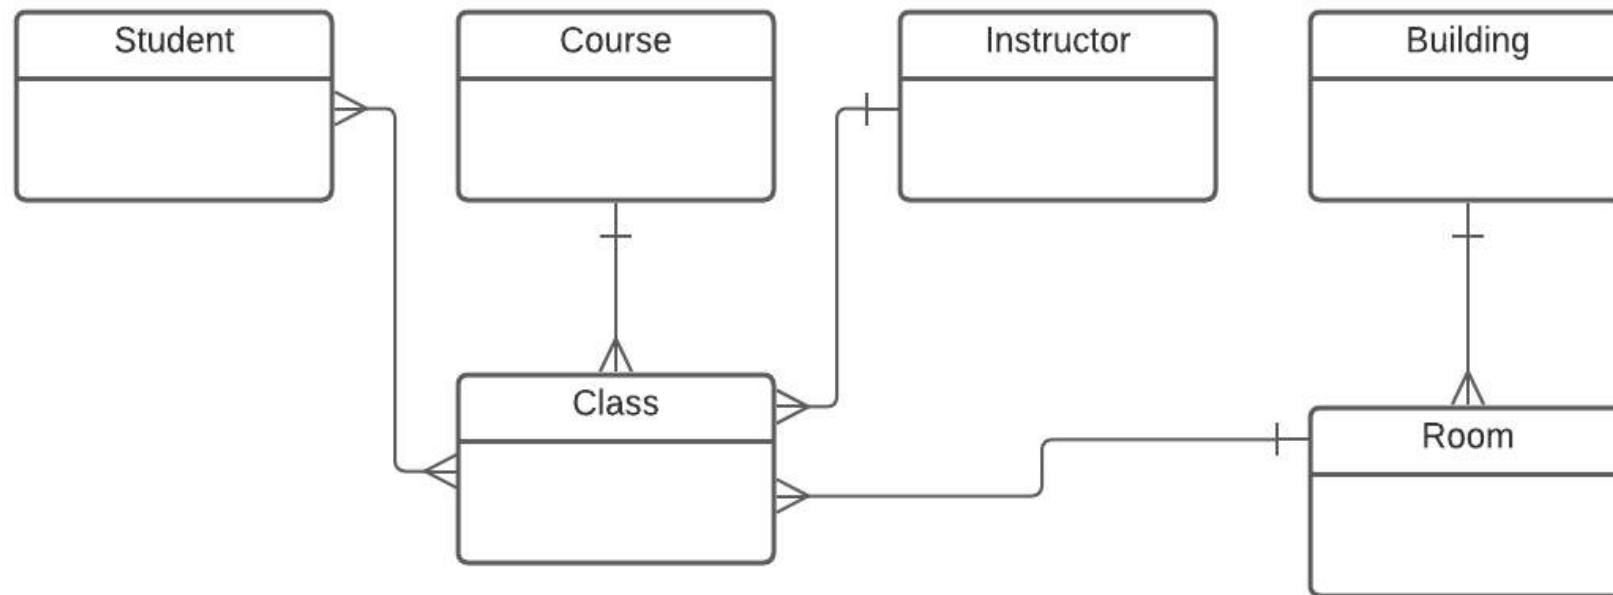 Student
Course
Instructor
Building
Class
Room